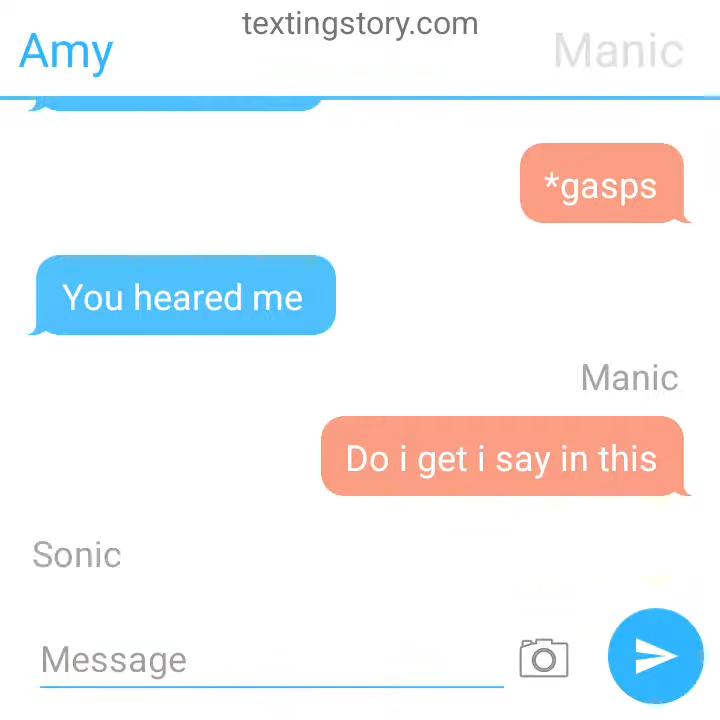 textingstory.com
Amy
Manic
*gasps
You heared me
Manic
Do i get i say in this
Sonic
Message